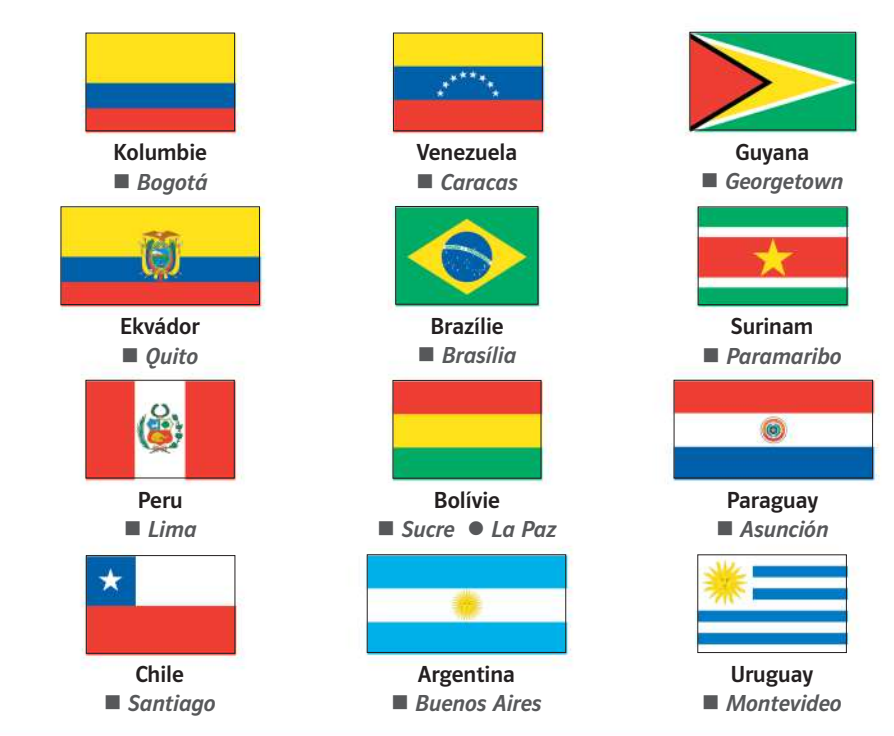 Kolumbie
■ Bogotá
Venezuela
■ Caracas
Guyana
■ Georgetown
Ekvádor
■ Quito
Brazílie
■ Brasília
Surinam
■ Paramaribo
Peru
■ Lima
Bolívie
■ Sucre ● La Paz
Paraguay
■ Asunción
Chile
■ Santiago
Argentina
■ Buenos Aires
Uruguay
■ Montevideo